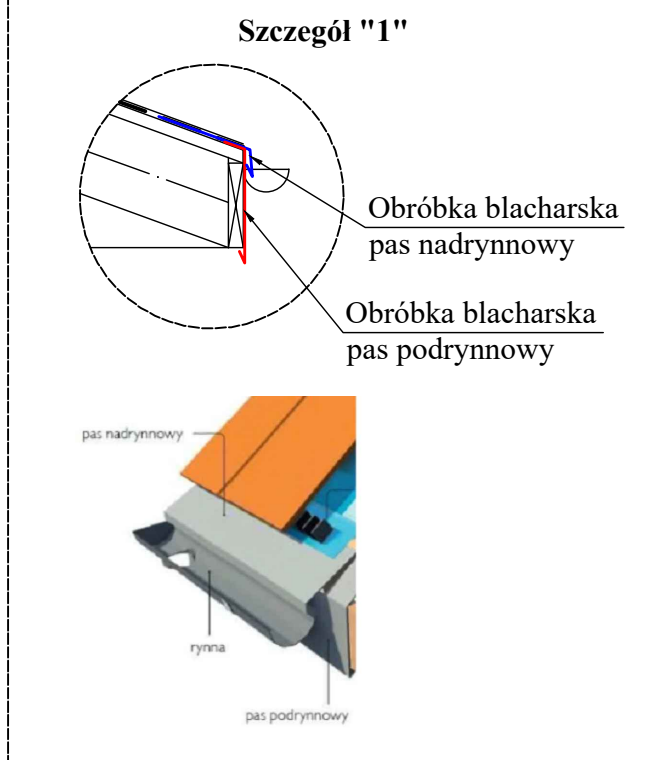 Szczegół "1"
Obróbka blacharska
pas nadrynnowy
Obróbka blacharska
pas podrynnowy
pas nadrynnowy
rynna
pas podrynnowy